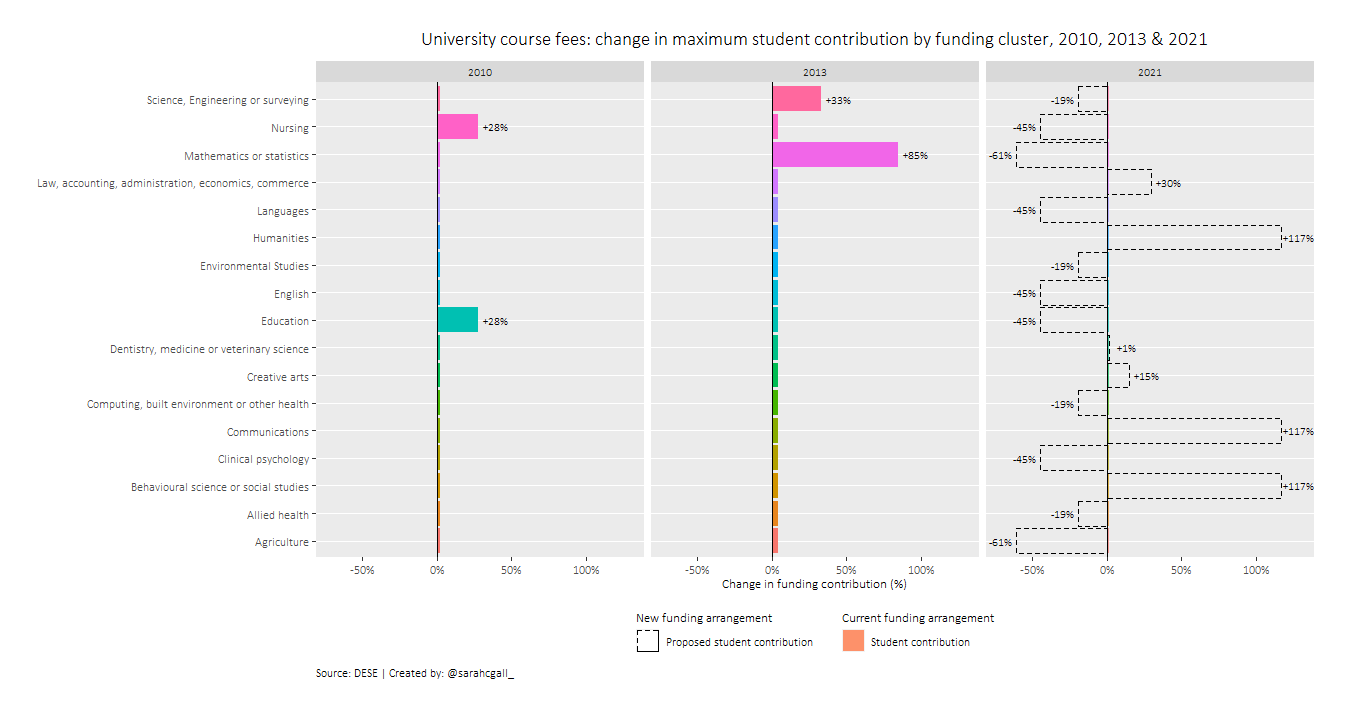 University course fees: change in maximum student contribution by funding cluster, 2010, 2013 & 2021
2010 2013 2021
Science, Engineering or surveying +33% -19%
Nursing +28% -45%
Mathematics or statistics +85% -61%
Law, accounting, administration, economics, commerce +30%
Languages -45%
Humanities +117%
Environmental Studies -19%
English -45%
Education +28% -45%
Dentistry, medicine or veterinary science +1%
Creative arts +15%
Computing, built environment or other health -19%
Communications +117%
Clinical psychology -45%
Behavioural science or social studies +117%
Allied health -19%
Agriculture -61%
-50% 0% 50% 100% -50% 0% 50% 100% -50% 0% 50% 100%
Change in funding contribution (%)
New funding arrangement Current funding arrangement
Proposed student contribution Student contribution
Source: DESE | Created by: @sarahcgall_